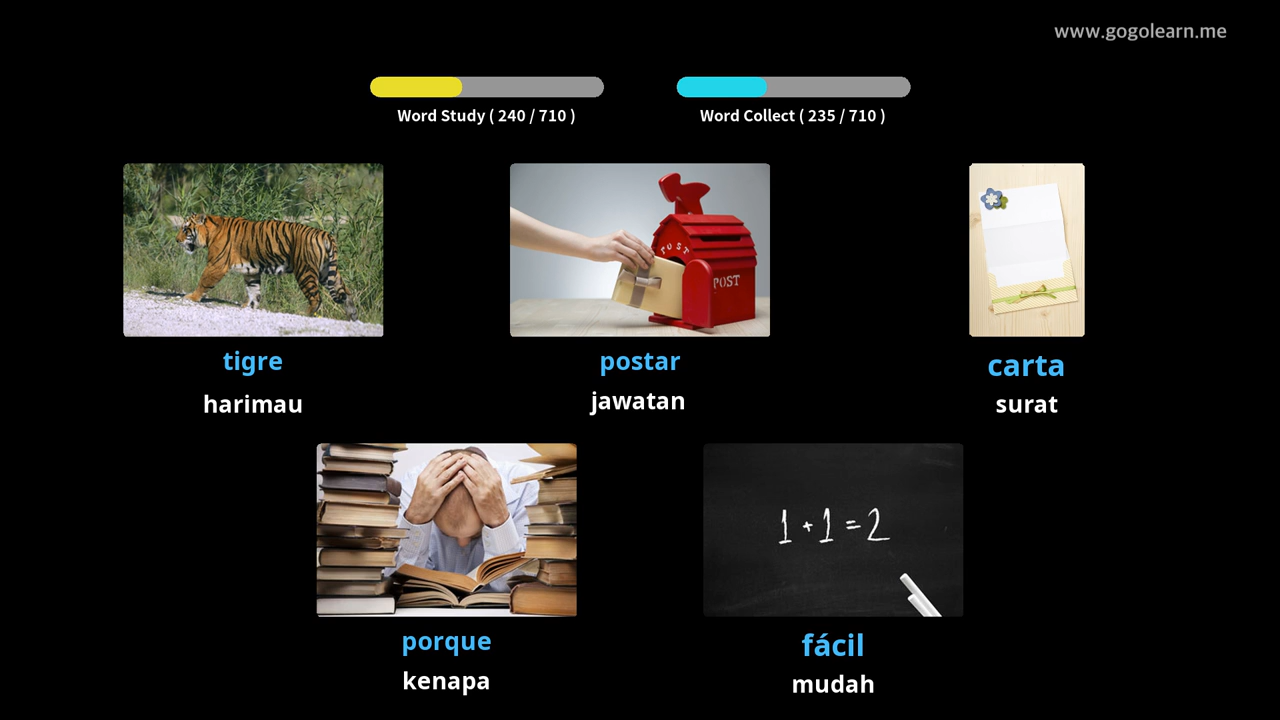 www.gogolearn.me
Word Study ( 240 / 710 )
Word Collect ( 235 / 710 )
POST
POST
tigre
harimau
postar
jawatan
carta
surat
1 + 1 = 2
porque
kenapa
fácil
mudah